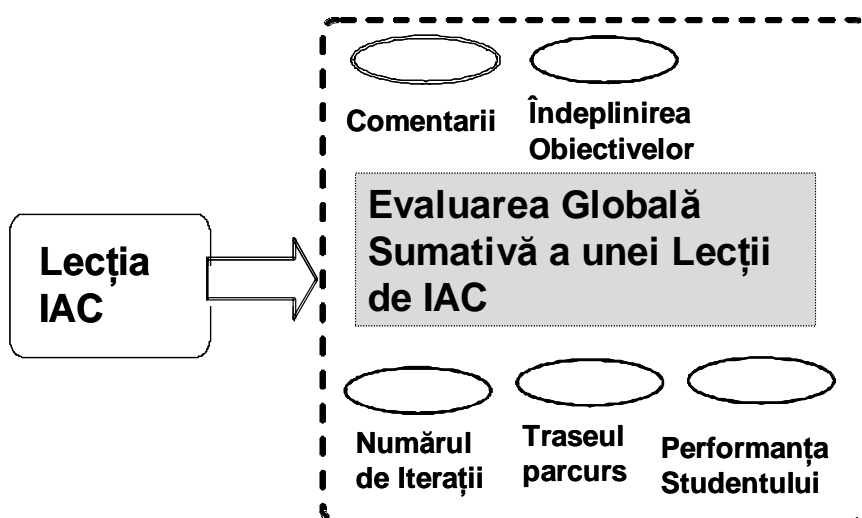 Comentarii
Îndeplinirea
Obiectivelor
Evaluarea Globală
Sumativă a unei Lecții
de IAC
Lecția
IAC
Numărul
de Iterații
Traseul
parcurs
Performanța
Studentului